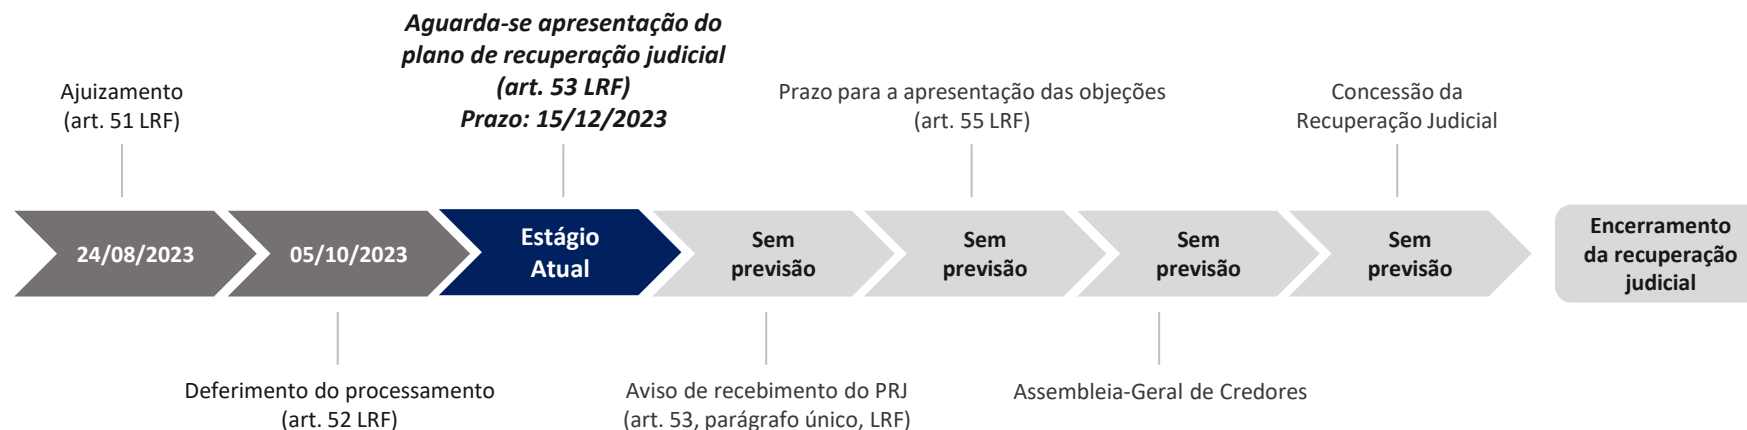 Aguarda-se apresentação do
plano de recuperação judicial
(art. 53 LRF)
Prazo: 15/12/2023
Ajuizamento
(art. 51 LRF)
Prazo para a apresentação das objeções
(art. 55 LRF)
Concessão da
Recuperação Judicial
24/08/2023
05/10/2023
Estágio
Atual
Sem
previsão
Sem
previsão
Sem
previsão
Sem
previsão
Encerramento
da recuperação
judicial
Deferimento do processamento
(art. 52 LRF)
Aviso de recebimento do PRJ
(art. 53, parágrafo único, LRF)
Assembleia-Geral de Credores